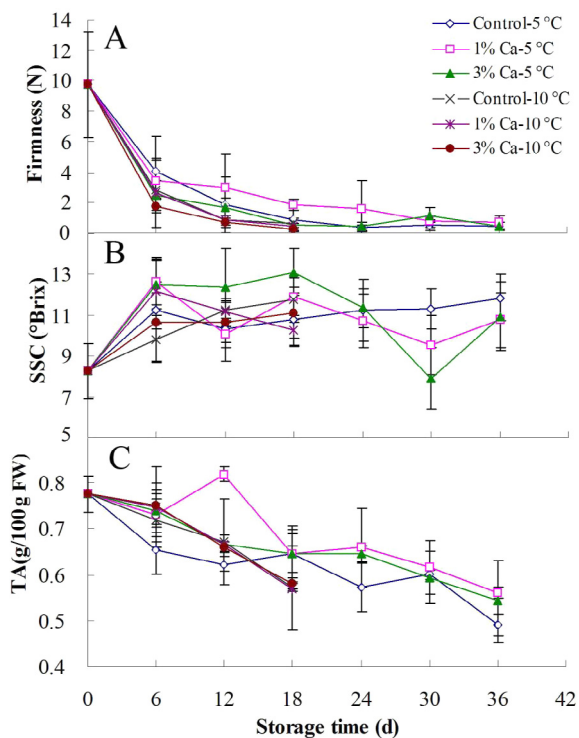 A
Control-5 °C
1% Ca-5 °C
3% Ca-5 °C
Control-10 °C
1% Ca-10 °C
3% Ca-10 °C
Firmness (N)
14
12
10
8
6
4
2
0
B
SSC (°Brix)
13
11
9
7
5
C
TA(g/100 g FW)
0.8
0.7
0.6
0.5
0.4
0
6
12
18
24
30
36
42
Storage time (d)